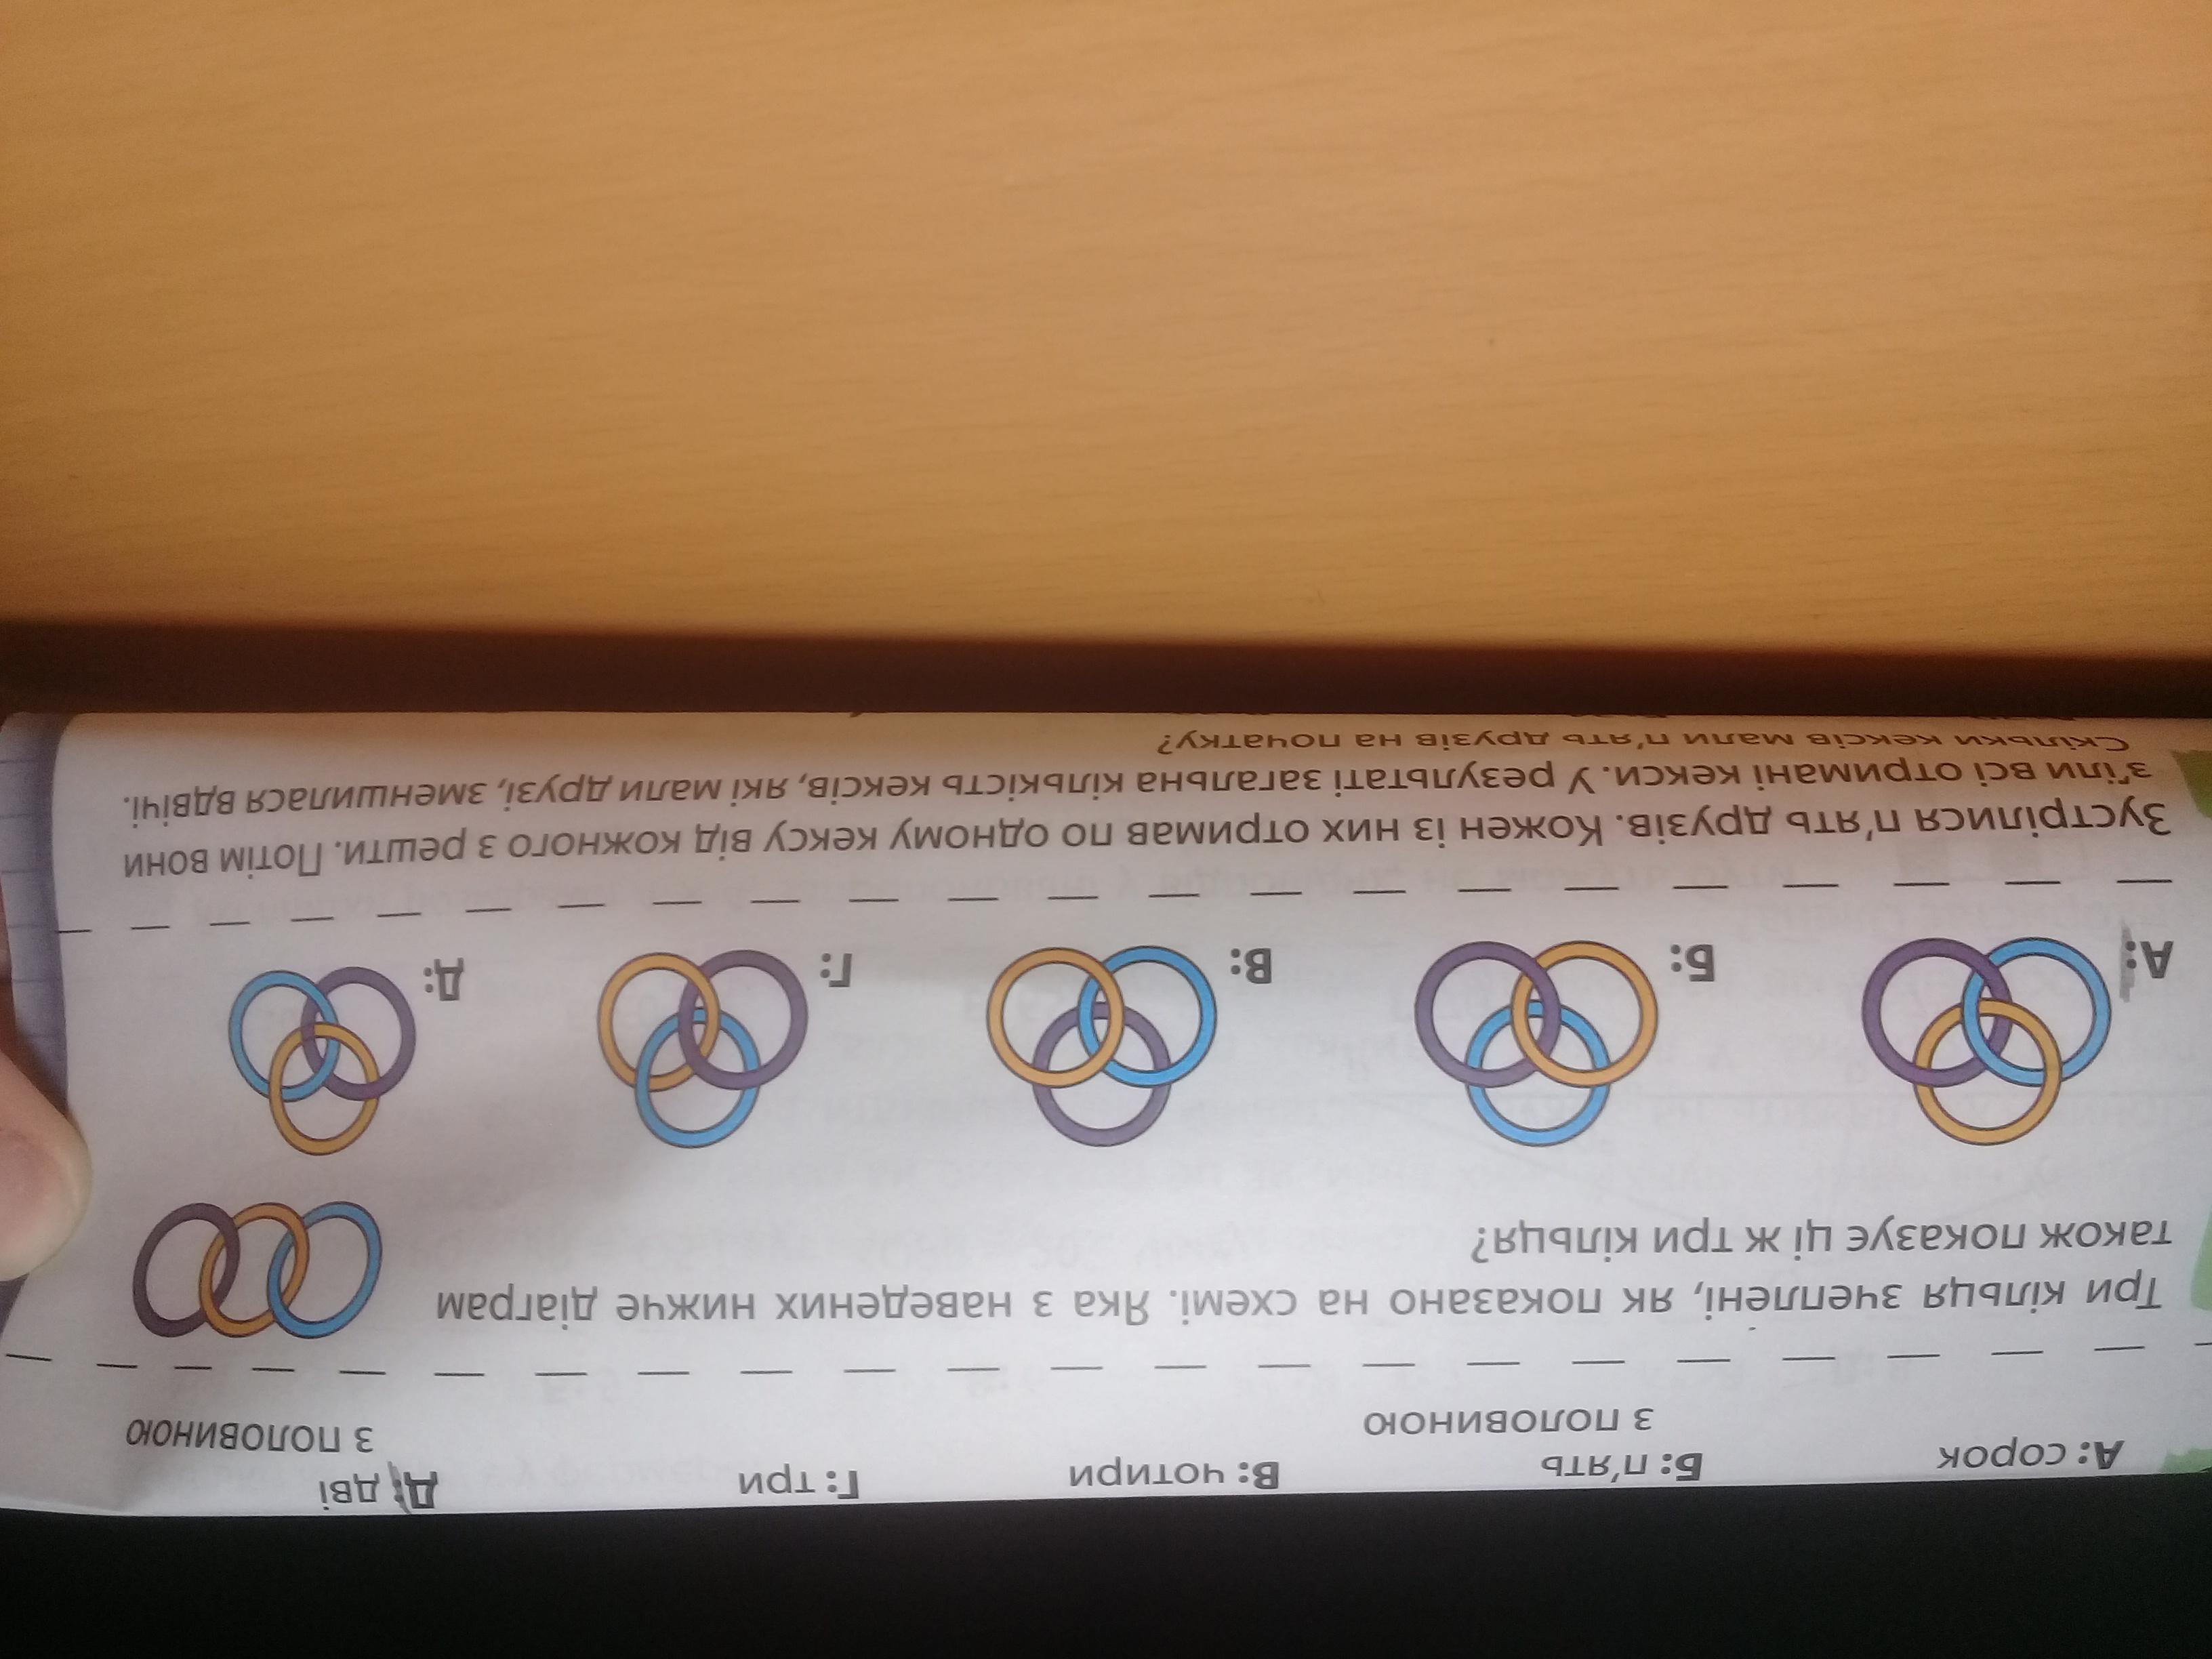 А: сорок Б: п'ять В: чотири Г: три Д: дві
з половиною з половиною
Три кільця зчеплені, як показано на схемі. Яка з наведених нижче діаграм
також показує ці ж три кільця?
А: Б: В: Г: Д:
Зустрілися п'ять друзів. Кожен із них отримав по одному кексу від кожного з решти. Потім вони
з'їли всі отримані кекси. У результаті загальна кількість кексів, які мали друзі, зменшилася вдвічі.
Скільки кексів мали п'ять друзів на початку?